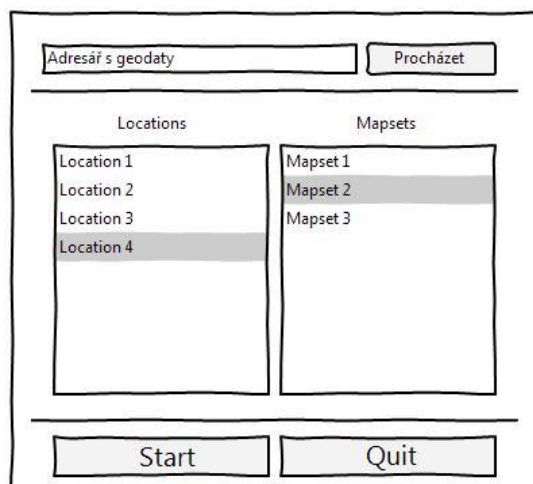 Adresář s geodaty
Procházet
Locations
Mapsets
Location 1
Location 2
Location 3
Location 4
Mapset 1
Mapset 2
Mapset 3
Start
Quit